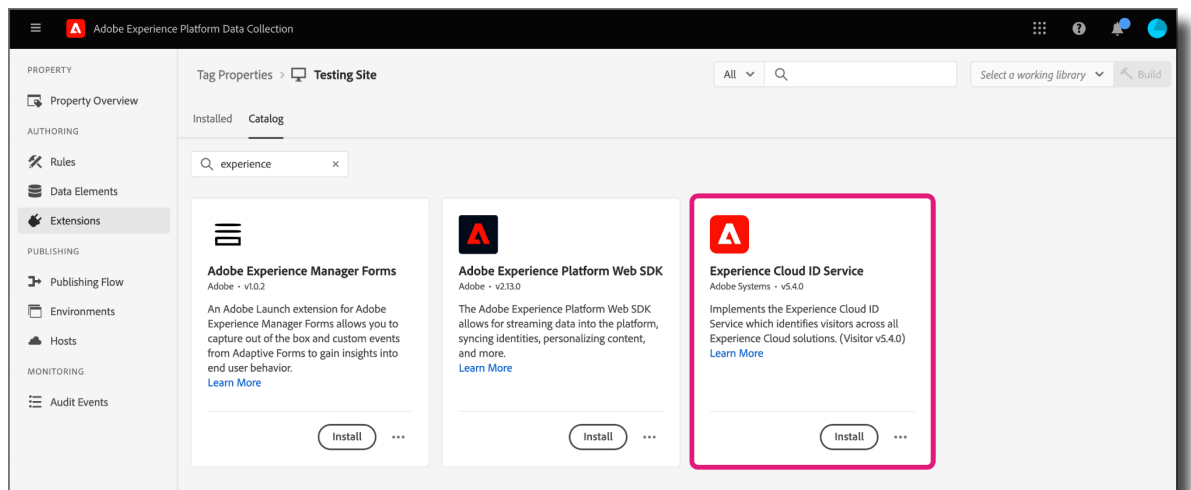 Adobe Experience Platform Data Collection
PROPERTY
Property Overview
AUTHORING
Rules
Data Elements
Extensions
PUBLISHING
Publishing Flow
Environments
Hosts
MONITORING
Audit Events
Tag Properties > Testing Site
All
Select a working library
Build
Installed Catalog
experience ×
Adobe Experience Manager Forms
Adobe • v1.0.2
An Adobe Launch extension for Adobe
Experience Manager Forms allows you to
capture out of the box and custom events
from Adaptive Forms to gain insights into
end user behavior.
Learn More
Install
Adobe Experience Platform Web SDK
Adobe • v2.13.0
The Adobe Experience Platform Web SDK
allows for streaming data into the platform,
syncing identities, personalizing content,
and more.
Learn More
Install
Experience Cloud ID Service
Adobe Systems • v5.4.0
Implements the Experience Cloud ID
Service which identifies visitors across all
Experience Cloud solutions. (Visitor v5.4.0)
Learn More
Install